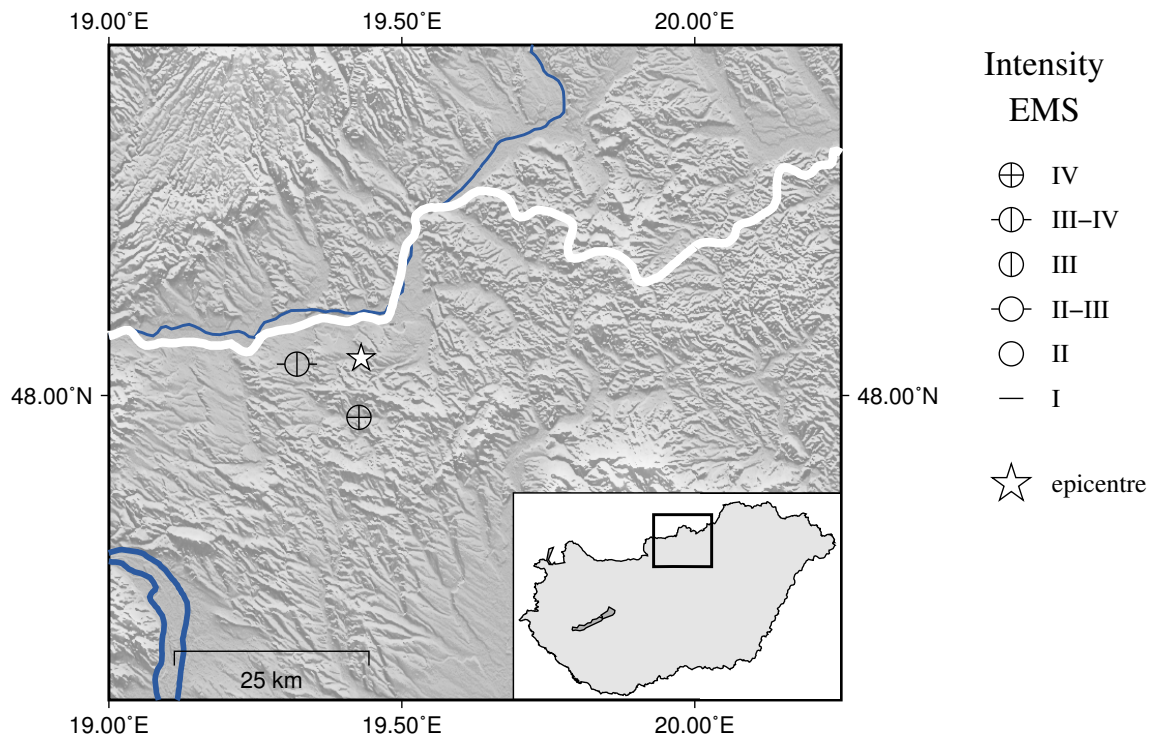 19.00˚E 19.50˚E 20.00˚E
Intensity
EMS
IV
III–IV
III
II–III
II
I
epicentre
48.00˚N 48.00˚N
25 km
19.00˚E 19.50˚E 20.00˚E